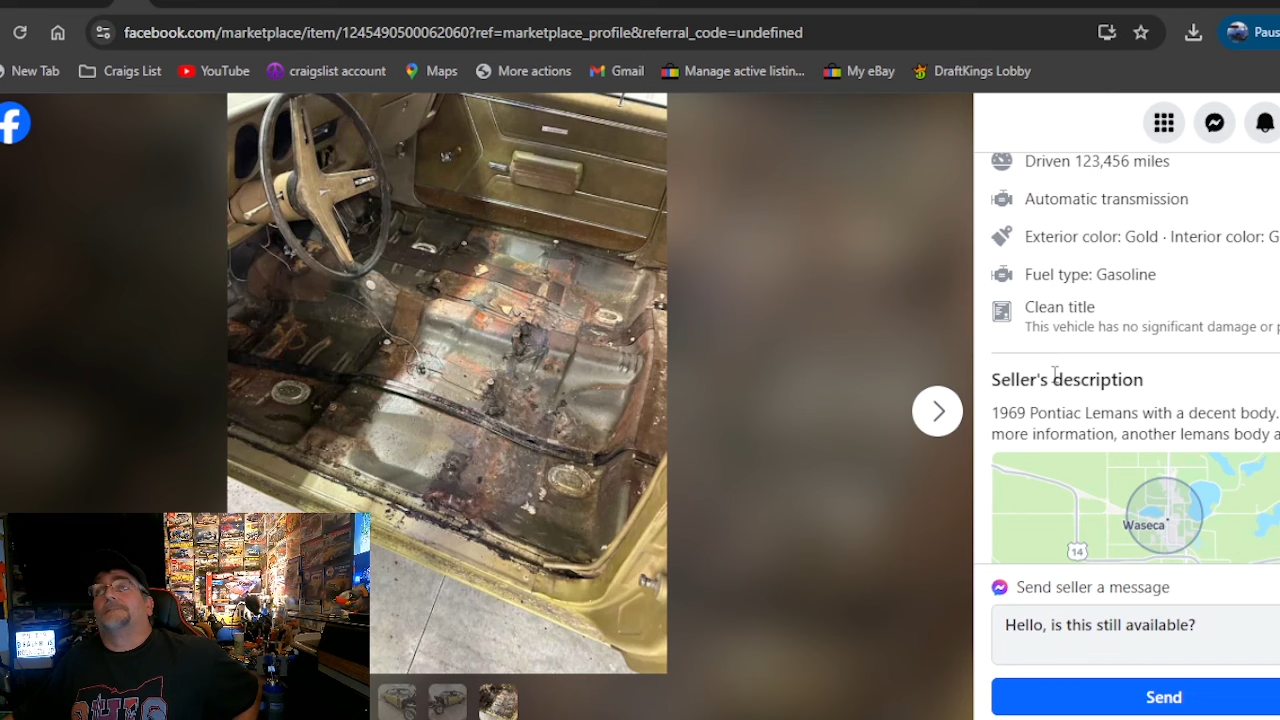 facebook.com/marketplace/item/1245490500062060?ref=marketplace_profile&referral_code=undefined
Paus
New Tab Craigs List YouTube craigslist account Maps More actions Gmail Manage active listin... My eBay DraftKings Lobby
Driven 123,456 miles
Automatic transmission
Exterior color: Gold · Interior color: G
Fuel type: Gasoline
Clean title
This vehicle has no significant damage or p
Seller's description
1969 Pontiac Lemans with a decent body.
more information, another lemans body a
Waseca
14
Send seller a message
Hello, is this still available?
Send